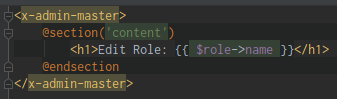 <x-admin-master>
@section('content')
<h1>Edit Role: {{ $role->name }}</h1>
@endsection
</x-admin-master>